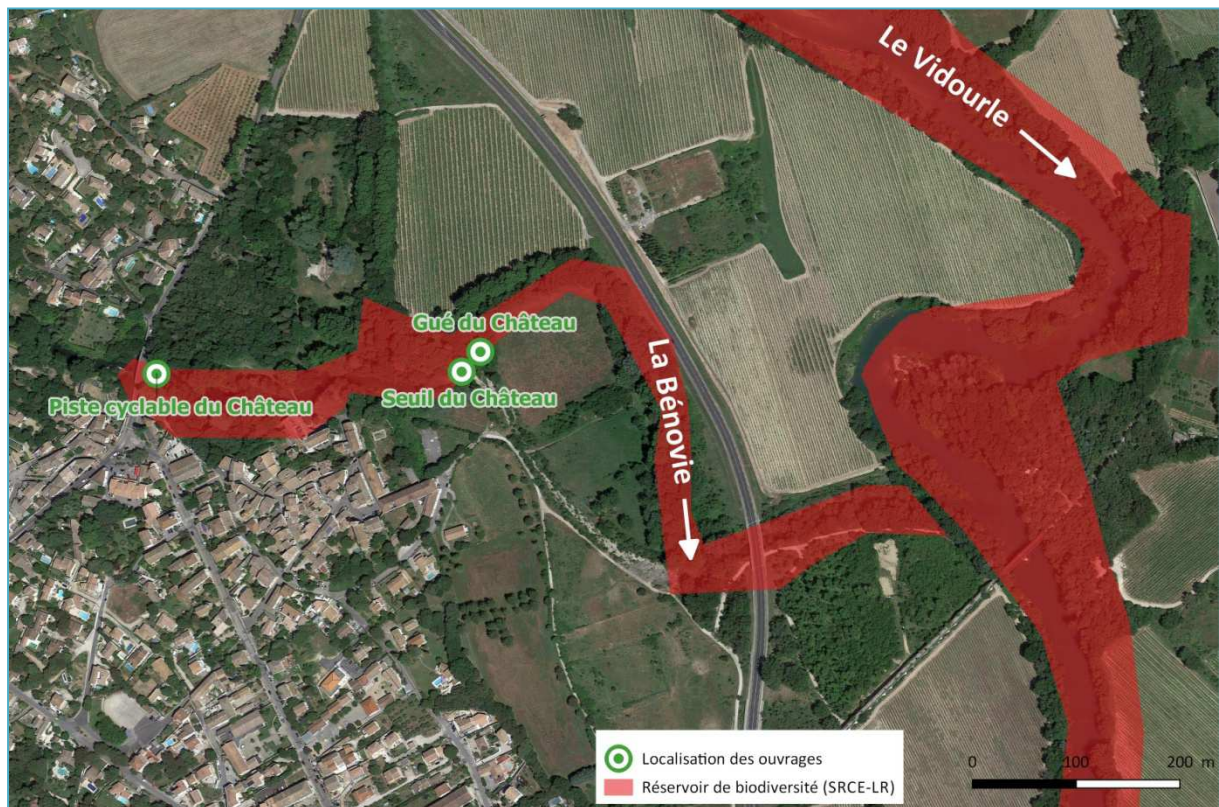 Le Vidourle
Gué du Château
La Bénovie
Seuil du Château
Piste cyclable du Château
Localisation des ouvrages
Réservoir de biodiversité (SRCE-LR)
0 100 200 m